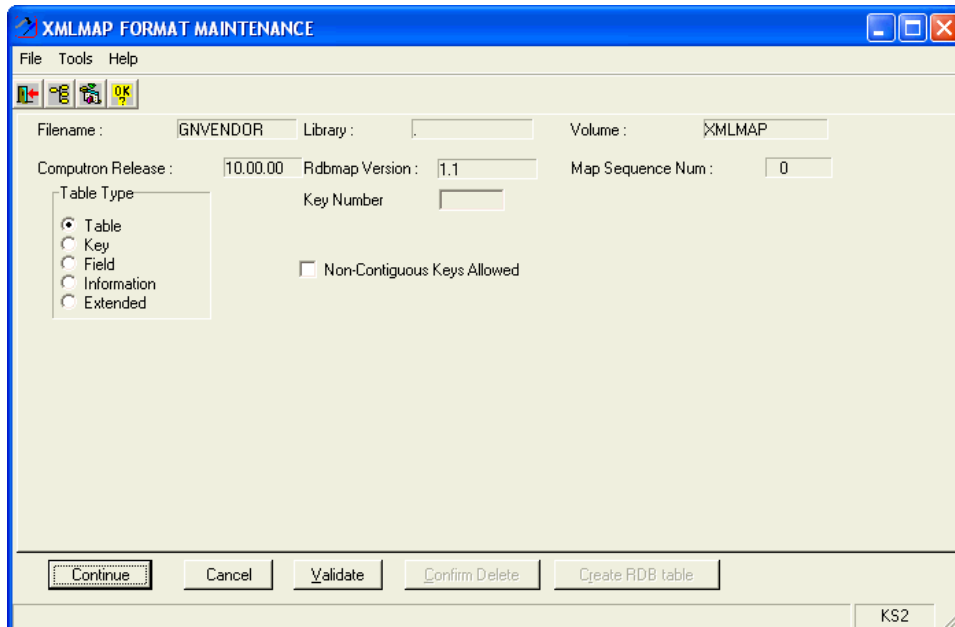 XMLMAP FORMAT MAINTENANCE
File Tools Help
OK ?
Filename : GNVENDOR Library : . Volume : XMLMAP
Computron Release : 10.00.00 Rdbmap Version : 1.1 Map Sequence Num : 0
Table Type Key Number
Table
Key
Field Non-Contiguous Keys Allowed
Information
Extended
Continue Cancel Validate Confirm Delete Create RDB table
KS2